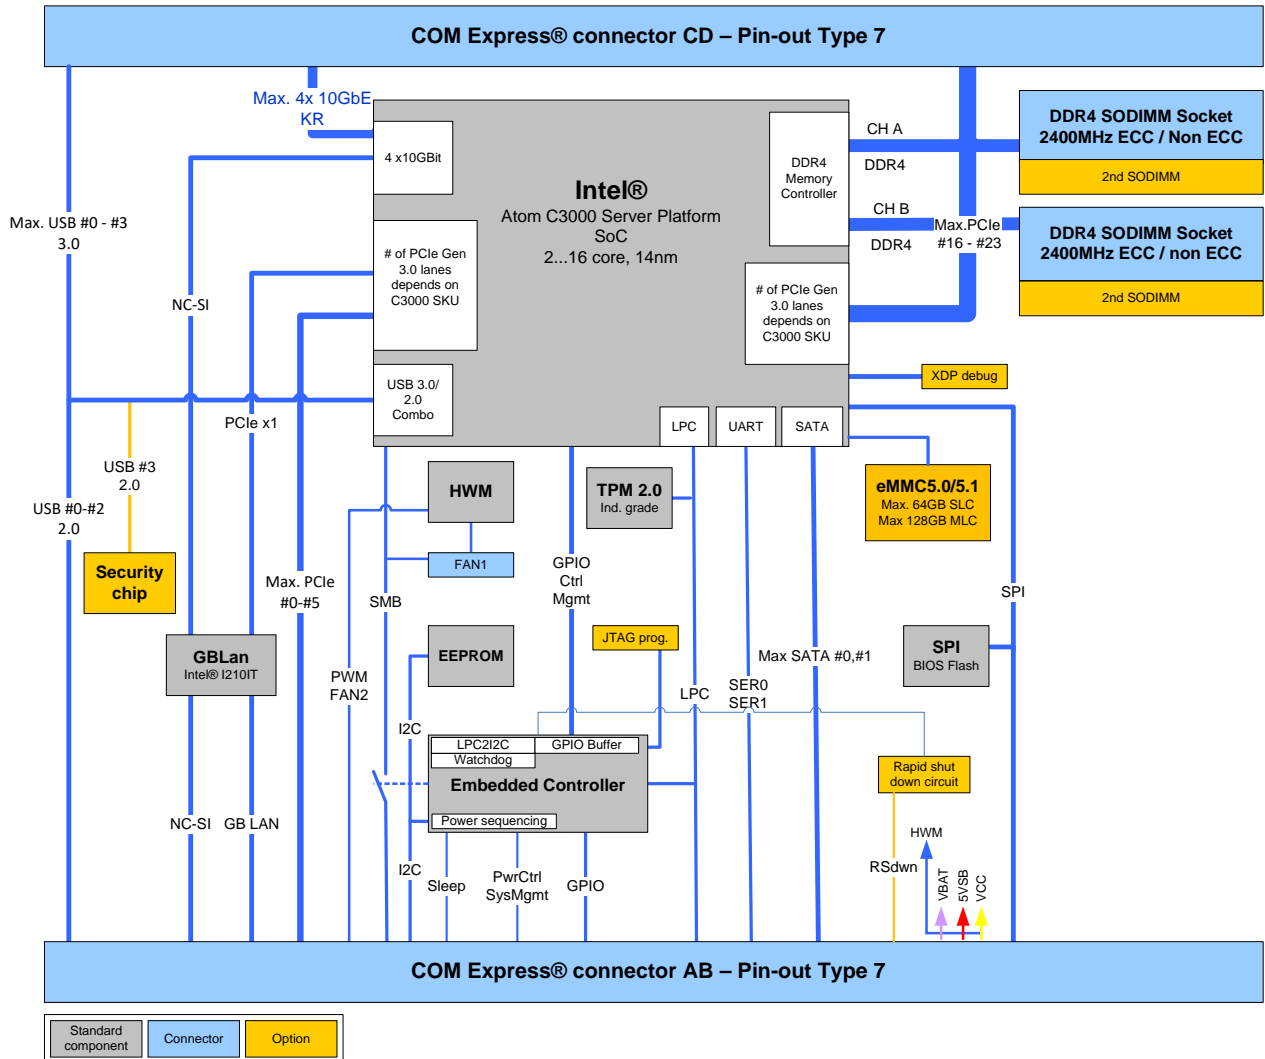 COM Express® connector CD – Pin-out Type 7
Max. 4x 10GbE
KR
4 x10GBit
Intel®
Atom C3000 Server Platform
SoC
2...16 core, 14nm
DDR4
Memory
Controller
CH A
DDR4
CH B
DDR4
DDR4 SODIMM Socket
2400MHz ECC / Non ECC
2nd SODIMM
DDR4 SODIMM Socket
2400MHz ECC / non ECC
2nd SODIMM
Max.PCIe
#16 - #23
Max. USB #0 - #3
3.0
# of PCIe Gen
3.0 lanes
depends on
C3000 SKU
# of PCIe Gen
3.0 lanes
depends on
C3000 SKU
NC-SI
USB 3.0/
2.0
Combo
XDP debug
PCIe x1
LPC
UART
SATA
USB #3
2.0
USB #0-#2
2.0
HWM
TPM 2.0
Ind. grade
eMMC5.0/5.1
Max. 64GB SLC
Max 128GB MLC
FAN1
GPIO
Ctrl
Mgmt
Security
chip
Max. PCIe
#0-#5
SMB
SPI
GBLan
Intel® I210IT
EEPROM
JTAG prog.
Max SATA #0,#1
SPI
BIOS Flash
PWM
FAN2
LPC
SER0
SER1
I2C
LPC2I2C
GPIO Buffer
Watchdog
Embedded Controller
Power sequencing
Rapid shut
down circuit
NC-SI
GB LAN
I2C
Sleep
PwrCtrl
SysMgmt
GPIO
RSdwn
HWM
VBAT
5VSB
VCC
COM Express® connector AB – Pin-out Type 7
Standard
component
Connector
Option